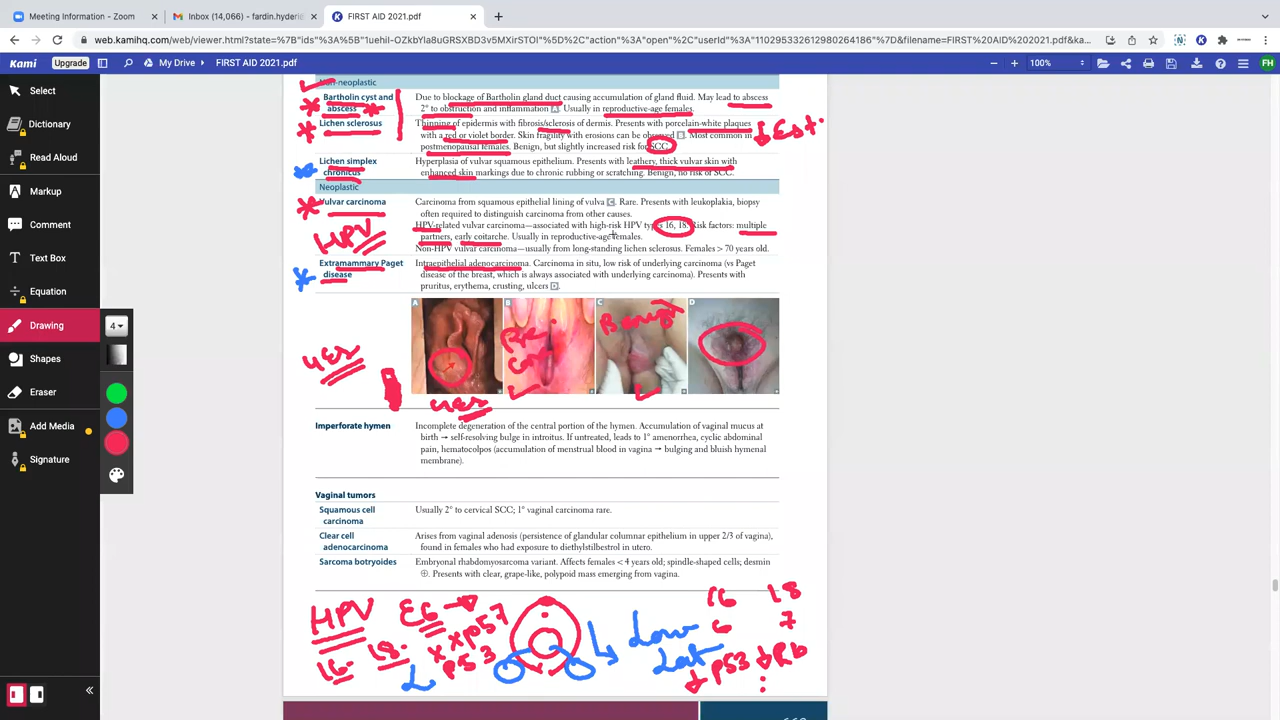 Meeting Information - Zoom
Inbox (14,066) - fardin.hyderi@
FIRST AID 2021.pdf
web.kamihq.com/web/viewer.html?state=%7B"ids"%3A%5B"1uehiI-OZkbYla8uGRSXBD3v5MXirSTOl"%5D%2C"action"%3A"open"%2C"userId"%3A"110295332612980264186"%7D&filename=FIRST%20AID%202021.pdf&ka...
Kami Upgrade My Drive FIRST AID 2021.pdf 100% FH
Select
Dictionary
Read Aloud
Markup
Comment
Text Box
Equation
Drawing
Shapes
Eraser
Add Media
Signature
4
Non-neoplastic
Bartholin cyst and abscess
Due to blockage of Bartholin gland duct causing accumulation of gland fluid. May lead to abscess
2° to obstruction and inflammation A. Usually in reproductive-age females.
Lichen sclerosus
Thinning of epidermis with fibrosis/sclerosis of dermis. Presents with porcelain-white plaques
with a red or violet border. Skin fragility with erosions can be observed B. Most common in
postmenopausal females. Benign, but slightly increased risk for SCC.
↓ Est.
Lichen simplex chronicus
Hyperplasia of vulvar squamous epithelium. Presents with leathery, thick vulvar skin with
enhanced skin markings due to chronic rubbing or scratching. Benign, no risk of SCC.
Neoplastic
Vulvar carcinoma
Carcinoma from squamous epithelial lining of vulva C. Rare. Presents with leukoplakia, biopsy
often required to distinguish carcinoma from other causes.
HPV-related vulvar carcinoma—associated with high-risk HPV types 16, 18. Risk factors: multiple
partners, early coitarche. Usually in reproductive-age females.
Non-HPV vulvar carcinoma—usually from long-standing lichen sclerosus. Females > 70 years old.
HPV
Extramammary Paget disease
Intraepithelial adenocarcinoma. Carcinoma in situ, low risk of underlying carcinoma (vs Paget
disease of the breast, which is always associated with underlying carcinoma). Presents with
pruritus, erythema, crusting, ulcers D.
A B C D
Benign
Imperforate hymen
Incomplete degeneration of the central portion of the hymen. Accumulation of vaginal mucus at
birth → self-resolving bulge in introitus. If untreated, leads to 1° amenorrhea, cyclic abdominal
pain, hematocolpos (accumulation of menstrual blood in vagina → bulging and bluish hymenal
membrane).
Vaginal tumors
Squamous cell carcinoma
Usually 2° to cervical SCC; 1° vaginal carcinoma rare.
Clear cell adenocarcinoma
Arises from vaginal adenosis (persistence of glandular columnar epithelium in upper 2/3 of vagina),
found in females who had exposure to diethylstilbestrol in utero.
Sarcoma botryoides
Embryonal rhabdomyosarcoma variant. Affects females < 4 years old; spindle-shaped cells; desmin
⊕. Presents with clear, grape-like, polypoid mass emerging from vagina.
HPV E6 →
16 18
6 7
16 18
p57
p53
Low
Lat
↓ p53 ↓ Rb